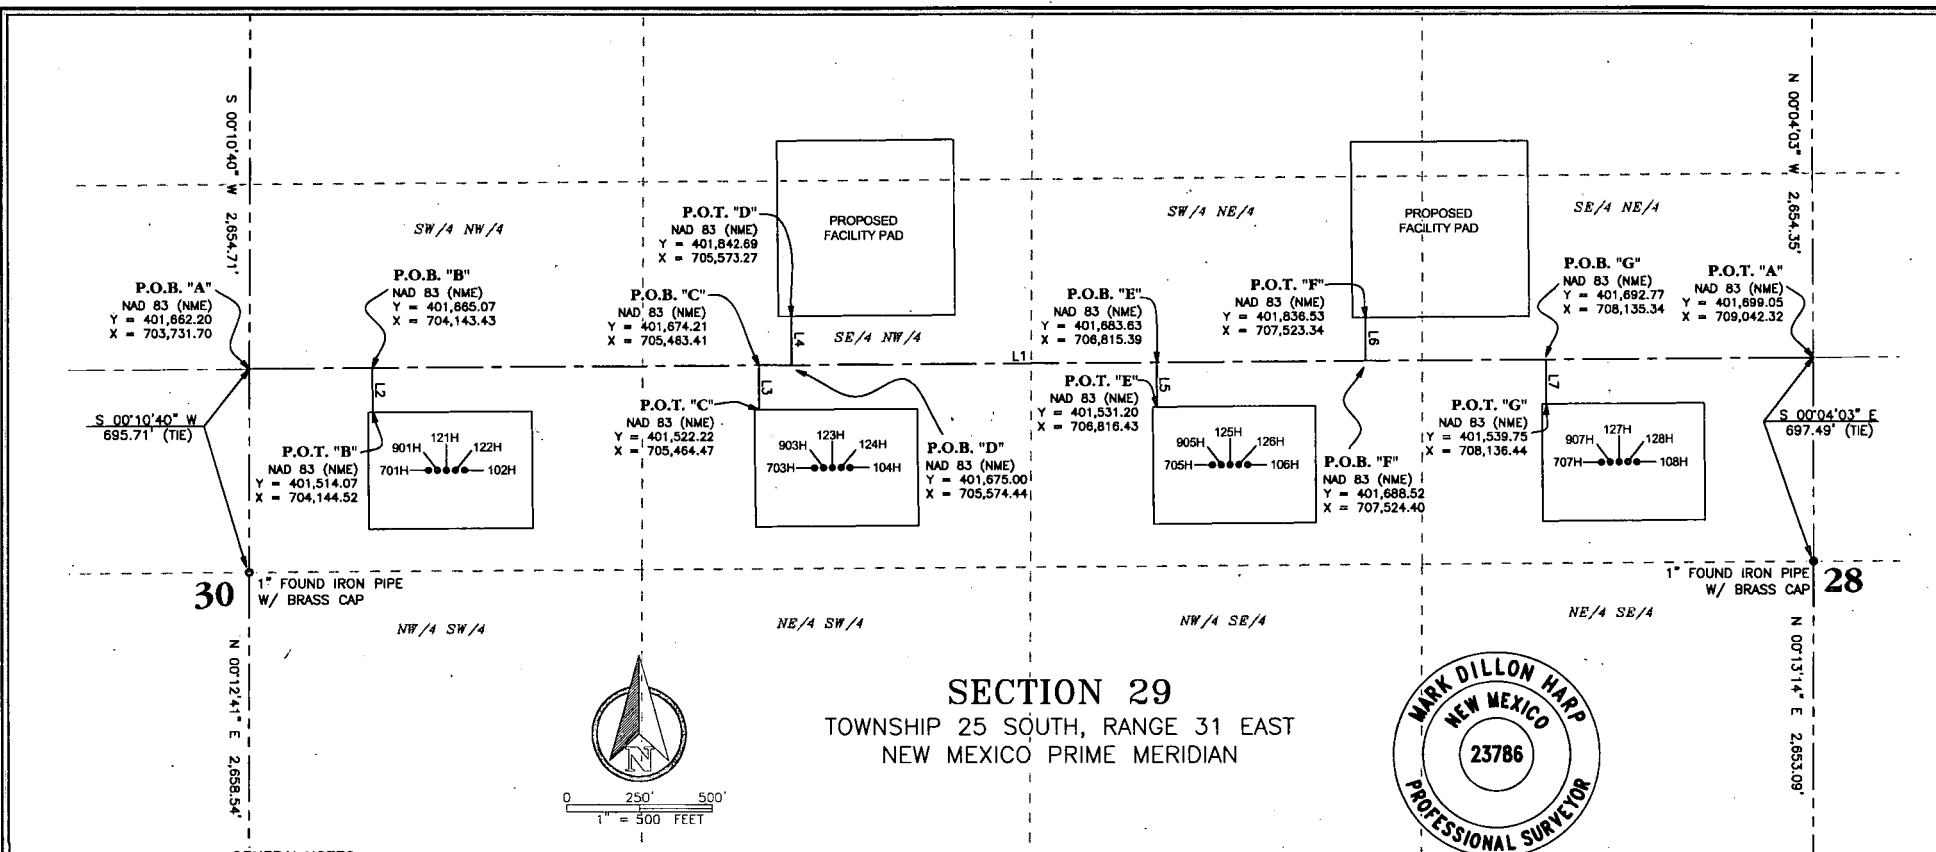 S 00°10'40" W 2,654.71'
N 00°04'03" W 2,654.35'
SW/4 NW/4
P.O.T. "D"
NAD 83 (NME)
Y = 401,842.69
X = 705,573.27
PROPOSED
FACILITY PAD
SW/4 NE/4
PROPOSED
FACILITY PAD
SE/4 NE/4
P.O.B. "A"
NAD 83 (NME)
Y = 401,662.20
X = 703,731.70
P.O.B. "B"
NAD 83 (NME)
Y = 401,665.07
X = 704,143.43
P.O.B. "C"
NAD 83 (NME)
Y = 401,674.21
X = 705,463.41
L4
SE/4 NW/4
P.O.B. "E"
NAD 83 (NME)
Y = 401,683.63
X = 706,815.39
P.O.T. "F"
NAD 83 (NME)
Y = 401,836.53
X = 707,523.34
L6
P.O.B. "G"
NAD 83 (NME)
Y = 401,692.77
X = 708,135.34
P.O.T. "A"
NAD 83 (NME)
Y = 401,699.05
X = 709,042.32
L1
L2
L3
L5
L7
S 00°10'40" W
695.71' (TIE)
P.O.T. "B"
NAD 83 (NME)
Y = 401,514.07
X = 704,144.52
121H
901H 122H
701H 102H
P.O.T. "C"
NAD 83 (NME)
Y = 401,522.22
X = 705,464.47
123H
903H 124H
703H 104H
P.O.B. "D"
NAD 83 (NME)
Y = 401,675.00
X = 705,574.44
P.O.T. "E"
NAD 83 (NME)
Y = 401,531.20
X = 706,816.43
125H
905H 126H
705H 106H
P.O.B. "F"
NAD 83 (NME)
Y = 401,688.52
X = 707,524.40
P.O.T. "G"
NAD 83 (NME)
Y = 401,539.75
X = 708,136.44
127H
907H 128H
707H 108H
S 00°04'03" E
697.49' (TIE)
30
1" FOUND IRON PIPE
W/ BRASS CAP
1" FOUND IRON PIPE
W/ BRASS CAP
28
NW/4 SW/4
NE/4 SW/4
NW/4 SE/4
NE/4 SE/4
N 00°12'41" E 2,658.54'
N 00°13'14" E 2,653.09'
N
0 250' 500'
1" = 500 FEET
SECTION 29
TOWNSHIP 25 SOUTH, RANGE 31 EAST
NEW MEXICO PRIME MERIDIAN
MARK DILLON HARP
NEW MEXICO
23786
PROFESSIONAL SURVEYOR